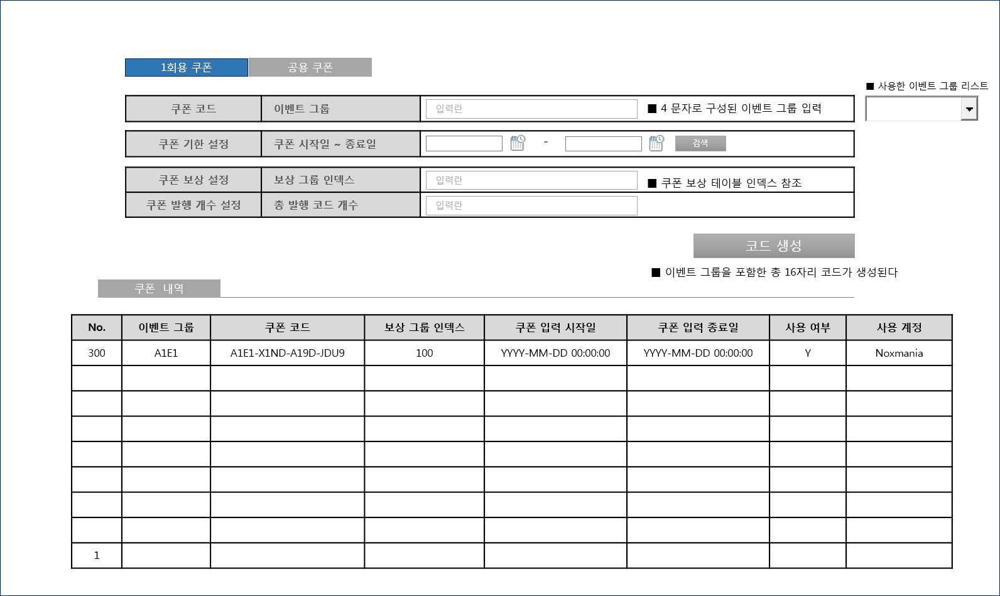 1회용 쿠폰 공용 쿠폰
■ 사용한 이벤트 그룹 리스트
쿠폰 코드 이벤트 그룹 입력란 ■ 4 문자로 구성된 이벤트 그룹 입력
쿠폰 기한 설정 쿠폰 시작일 ~ 종료일 ~ 검색
쿠폰 보상 설정 보상 그룹 인덱스 입력란 ■ 쿠폰 보상 테이블 인덱스 참조
쿠폰 발행 개수 설정 총 발행 코드 개수 입력란
코드 생성
■ 이벤트 그룹을 포함한 총 16자리 코드가 생성된다
쿠폰 내역
No. 이벤트 그룹 쿠폰 코드 보상 그룹 인덱스 쿠폰 입력 시작일 쿠폰 입력 종료일 사용 여부 사용 계정
300 A1E1 A1E1-X1ND-A19D-JDU9 100 YYYY-MM-DD 00:00:00 YYYY-MM-DD 00:00:00 Y Noxmania
1